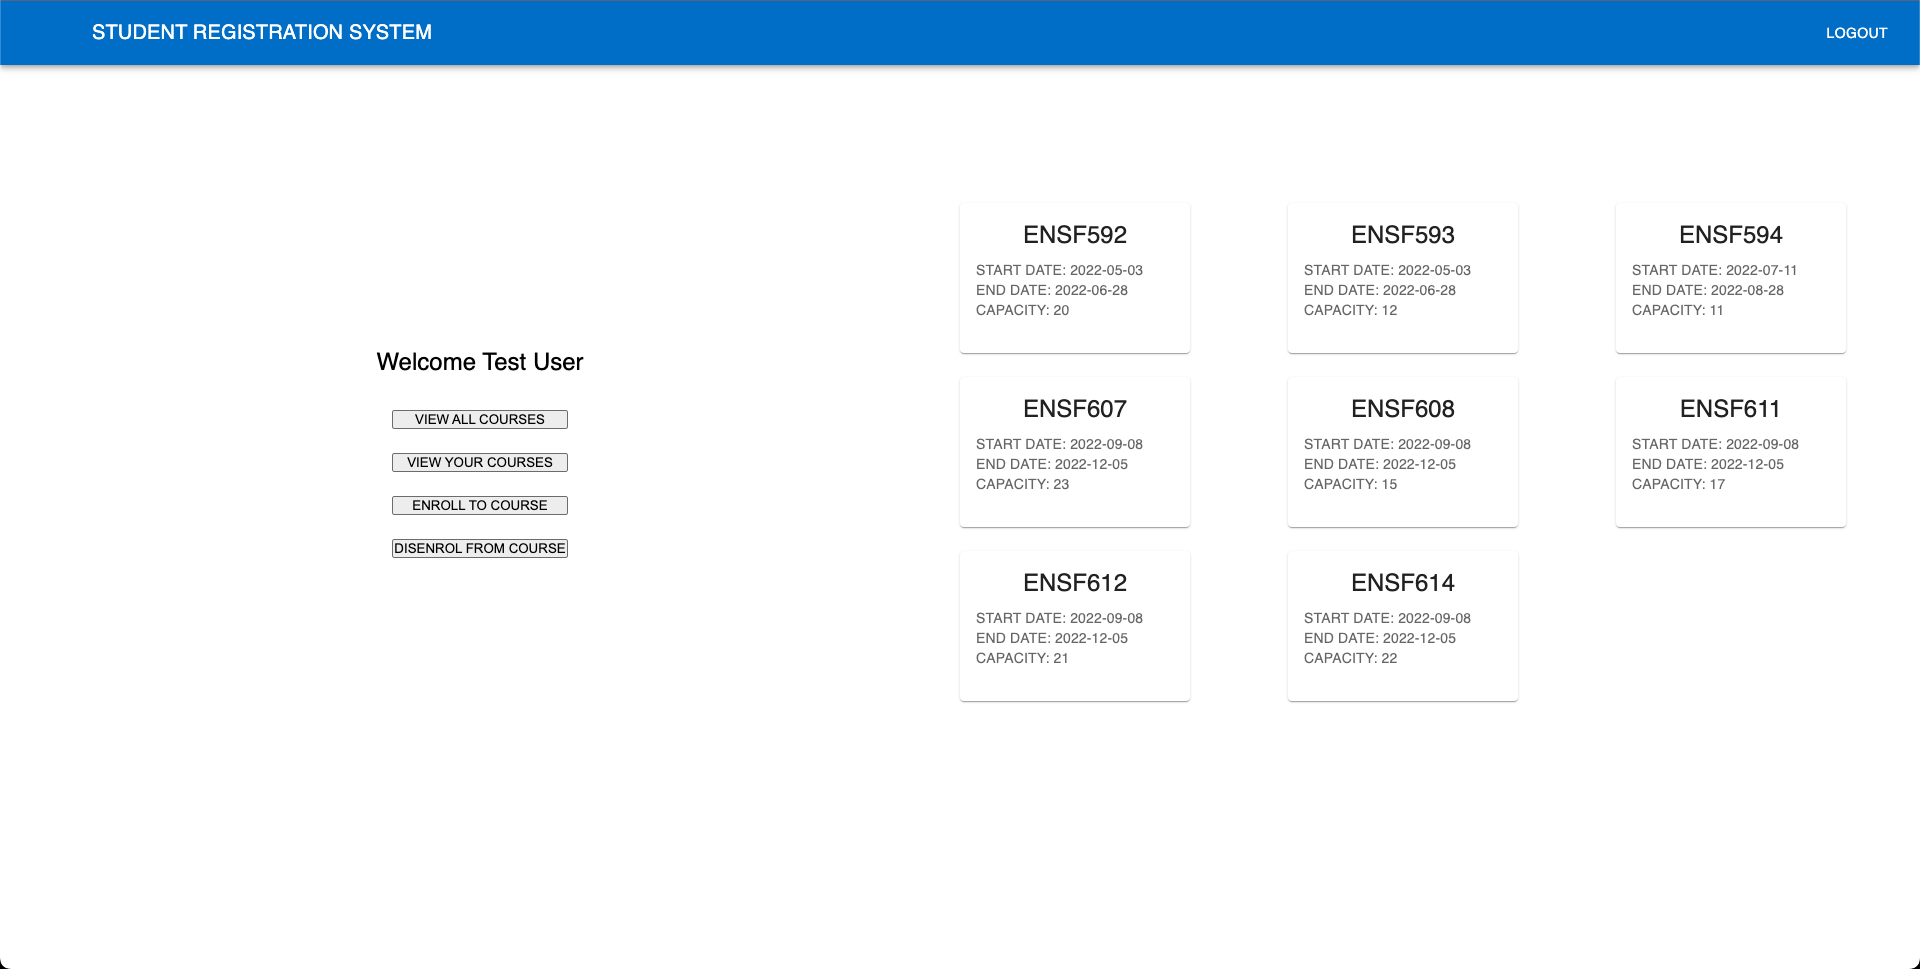 STUDENT REGISTRATION SYSTEM
LOGOUT
Welcome Test User
VIEW ALL COURSES
VIEW YOUR COURSES
ENROLL TO COURSE
DISENROL FROM COURSE
ENSF592
START DATE: 2022-05-03
END DATE: 2022-06-28
CAPACITY: 20
ENSF593
START DATE: 2022-05-03
END DATE: 2022-06-28
CAPACITY: 12
ENSF594
START DATE: 2022-07-11
END DATE: 2022-08-28
CAPACITY: 11
ENSF607
START DATE: 2022-09-08
END DATE: 2022-12-05
CAPACITY: 23
ENSF608
START DATE: 2022-09-08
END DATE: 2022-12-05
CAPACITY: 15
ENSF611
START DATE: 2022-09-08
END DATE: 2022-12-05
CAPACITY: 17
ENSF612
START DATE: 2022-09-08
END DATE: 2022-12-05
CAPACITY: 21
ENSF614
START DATE: 2022-09-08
END DATE: 2022-12-05
CAPACITY: 22